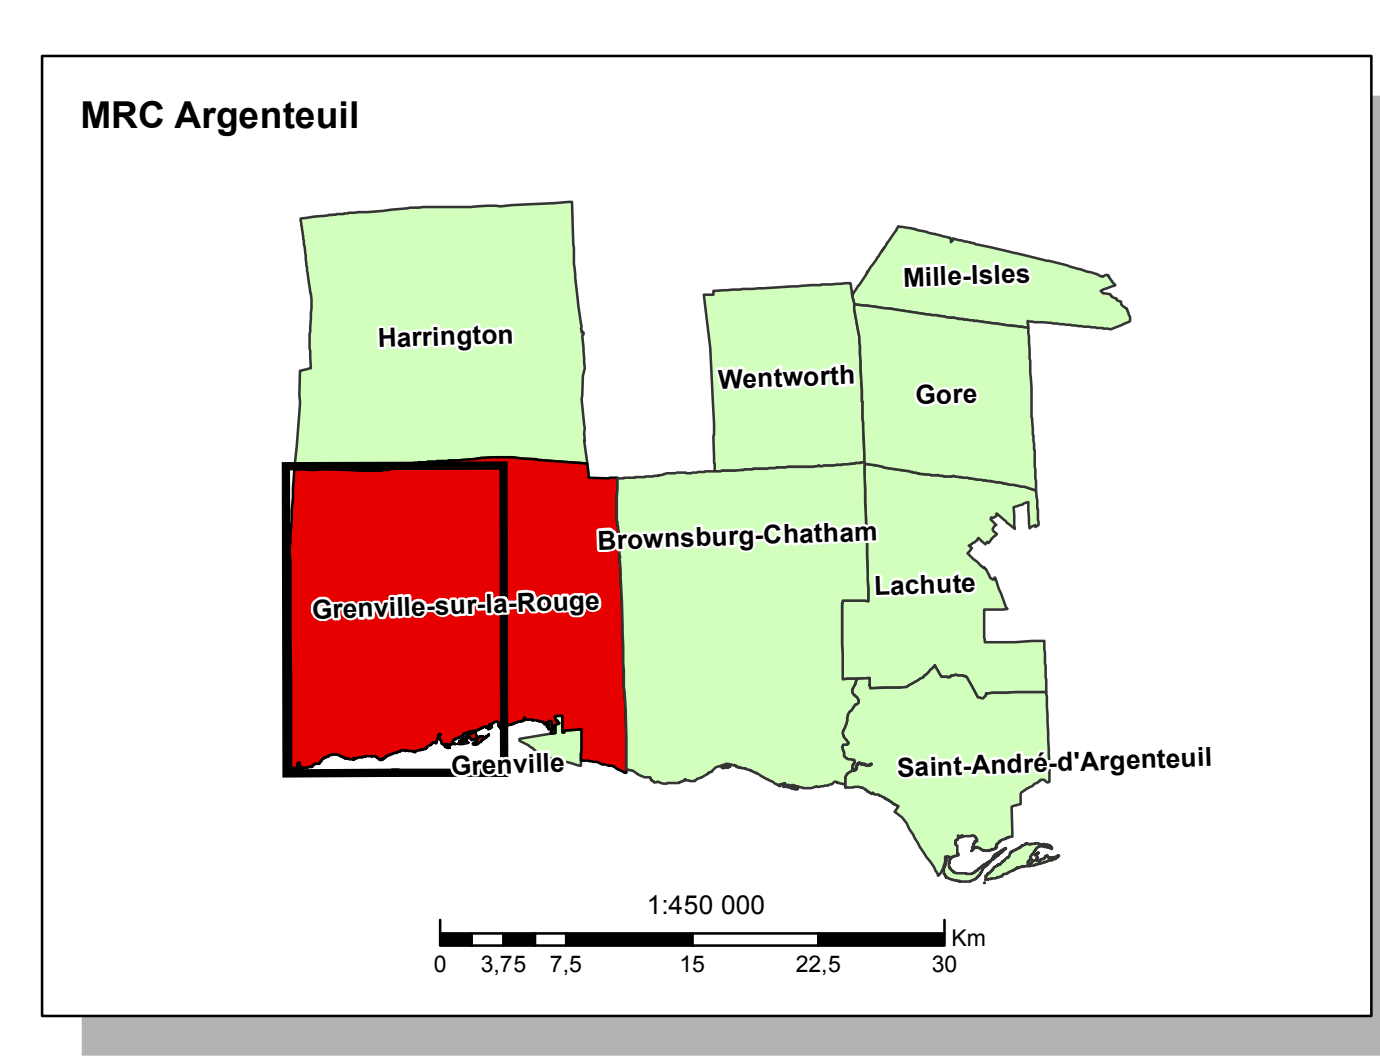 MRC Argenteuil
Mille-Isles
Harrington
Wentworth
Gore
Brownsburg-Chatham
Lachute
Grenville-sur-la-Rouge
Grenville
Saint-André-d'Argenteuil
1:450 000
Km
0 3,75 7,5 15 22,5 30